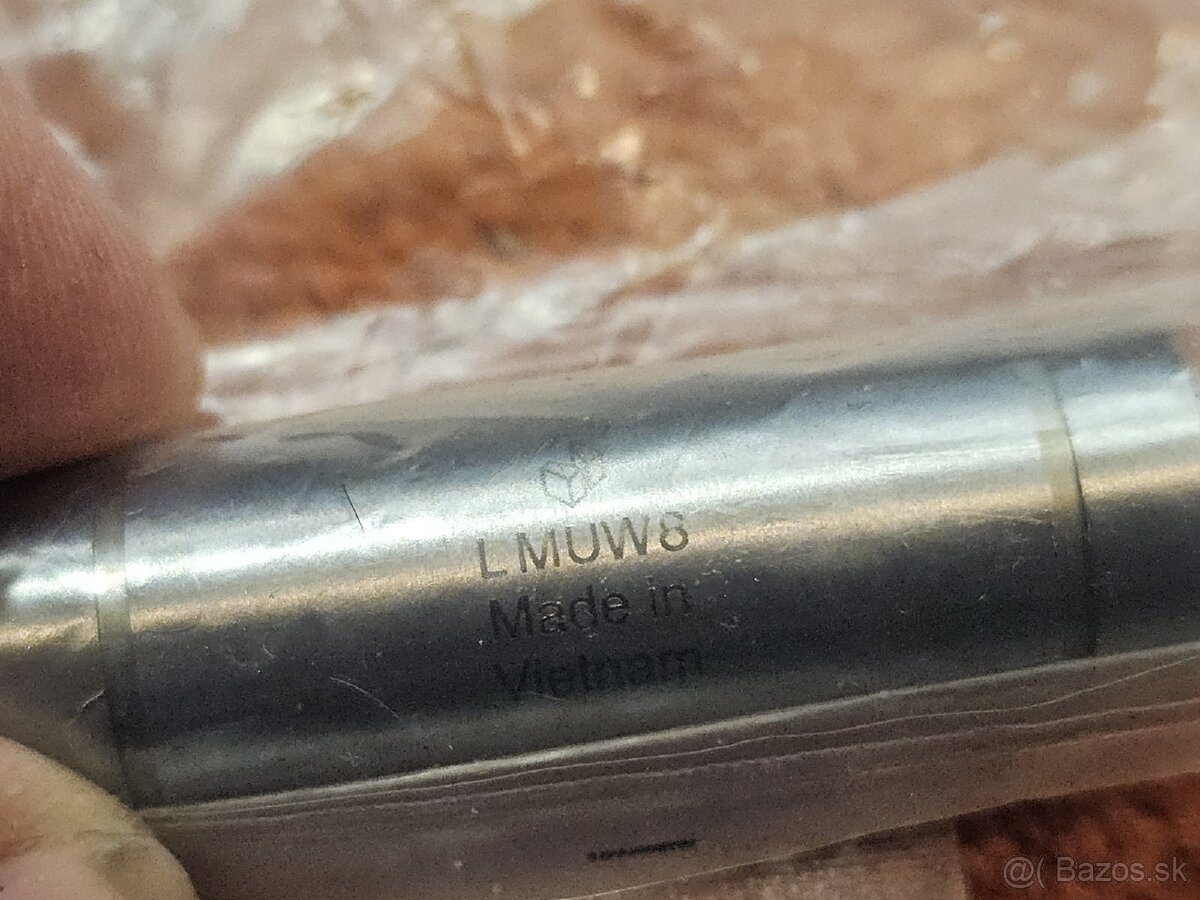 LMUW8
Made in
Vietnam
@( Bazos.sk